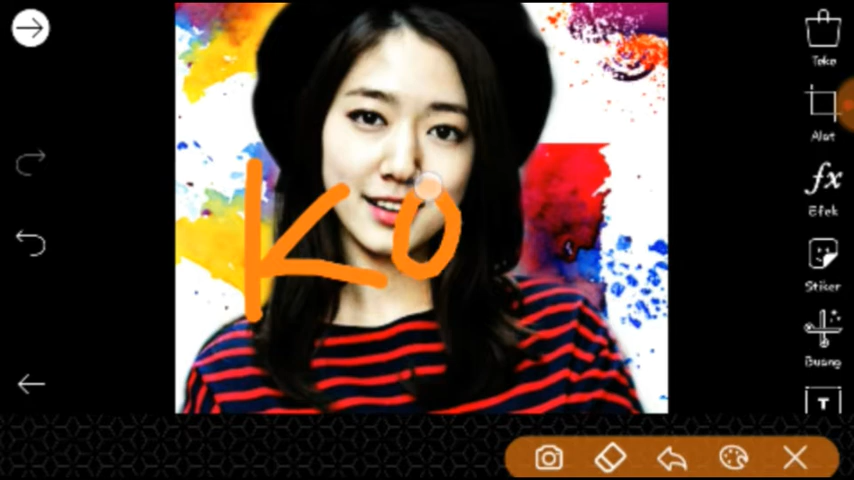 Ko
Toko
Alat
fx
Efek
Stiker
Buang
T